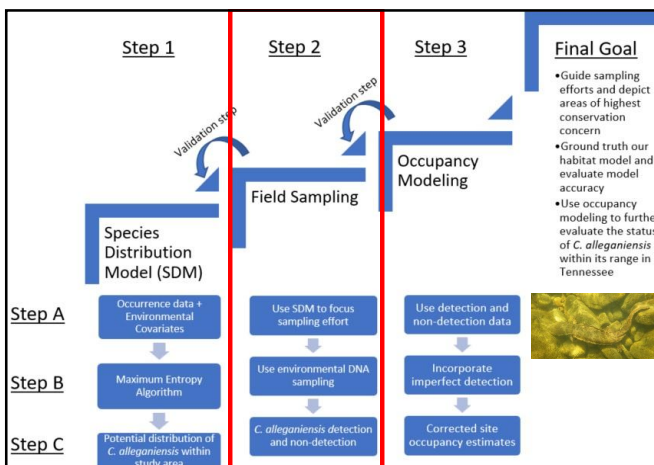 Step 1
Step 2
Step 3
Final Goal
Validation step
Validation step
Species
Distribution
Model (SDM)
Field Sampling
Occupancy
Modeling
•Guide sampling
efforts and depict
areas of highest
conservation
concern
•Ground truth our
habitat model and
evaluate model
accuracy
•Use occupancy
modeling to furthe
evaluate the status
of C. alleganiensis
within its range in
Tennessee
Step A
Occurrence data +
Environmental
Covariates
Use SDM to focus
sampling effort
Use detection and
non-detection data
Step B
Maximum Entropy
Algorithm
Use environmental DNA
sampling
Incorporate
imperfect detection
Step C
Potential distribution of
C. alleganiensis within
study area
C. alleganiensis detection
and non-detection
Corrected site
occupancy estimates